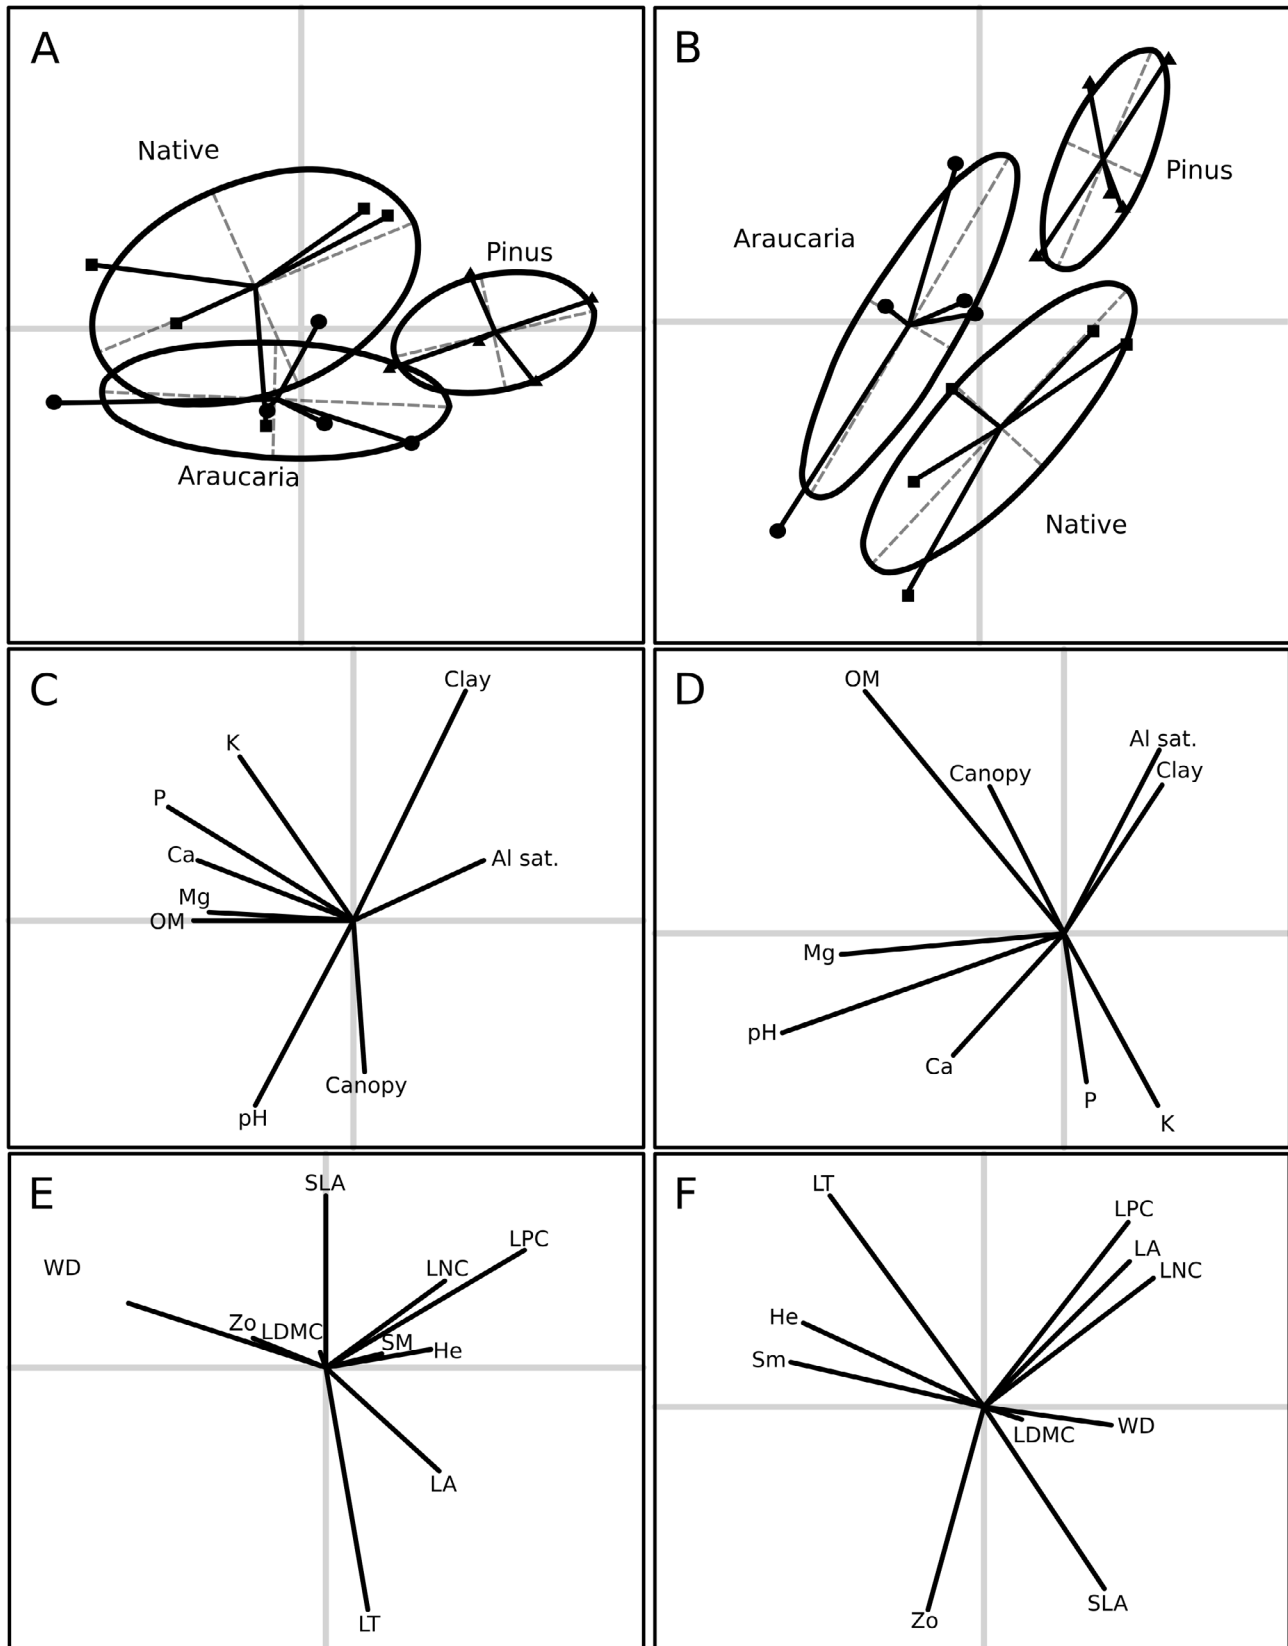 A
Native
Pinus
Araucaria
B
Pinus
Araucaria
Native
C
Clay
K
P
Ca
Al sat.
Mg
OM
Canopy
pH
D
OM
Al sat.
Canopy
Clay
Mg
pH
Ca
P
K
E
SLA
LPC
WD
LNC
Zo
LDMC
SM
He
LA
LT
F
LT
LPC
LA
LNC
He
Sm
WD
LDMC
SLA
Zo